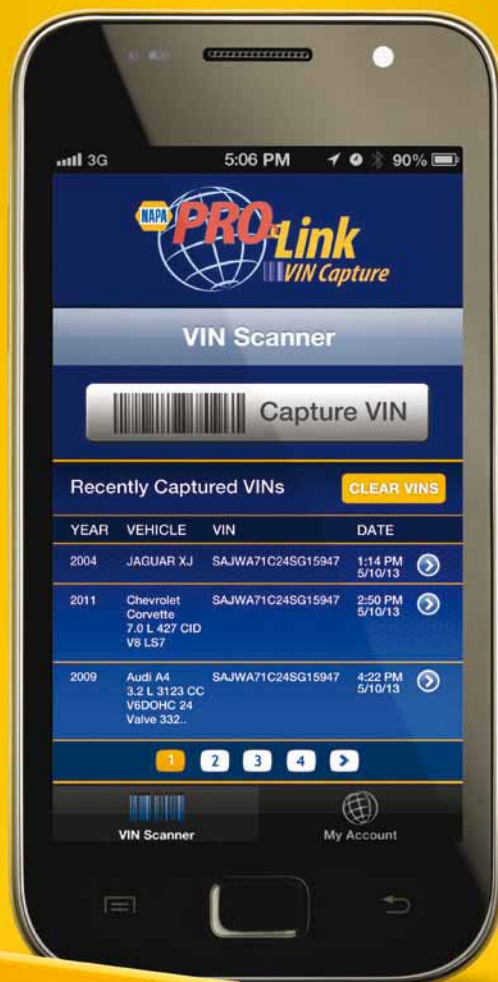 3G 5:06 PM 90%
NAPA PRO Link
VIN Capture
VIN Scanner
Capture VIN
Recently Captured VINs CLEAR VINS
YEAR VEHICLE VIN DATE
2004 JAGUAR XJ SAJWA71C24SG15947 1:14 PM
5/10/13
2011 Chevrolet SAJWA71C24SG15947 2:50 PM
Corvette 5/10/13
7.0 L 427 CID
V8 LS7
2009 Audi A4 SAJWA71C24SG15947 4:22 PM
3.2 L 3123 CC 5/10/13
V6DOHC 24
Valve 332..
1 2 3 4 >
VIN Scanner My Account